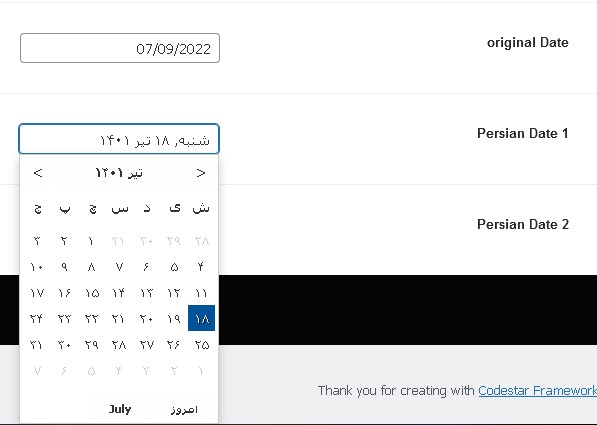 original Date
07/09/2022
Persian Date 1
شنبه, ۱۸ تیر ۱۴۰۱
< تیر ۱۴۰۱ >
ش ی د س چ پ ج
۲۸ ۲۹ ۳۰ ۳۱ ۱ ۲ ۳
۴ ۵ ۶ ۷ ۸ ۹ ۱۰
۱۱ ۱۲ ۱۳ ۱۴ ۱۵ ۱۶ ۱۷
۱۸ ۱۹ ۲۰ ۲۱ ۲۲ ۲۳ ۲۴
۲۵ ۲۶ ۲۷ ۲۸ ۲۹ ۳۰ ۳۱
۱ ۲ ۳ ۴ ۵ ۶ ۷
امروز July
Persian Date 2
Thank you for creating with Codestar Framework